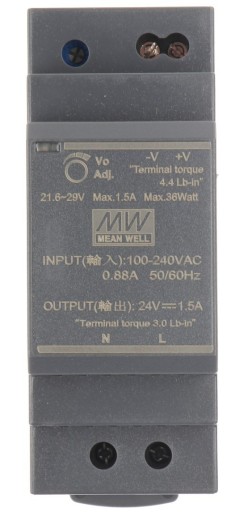 Vo
Adj.
-V +V
"Terminal torque
4.4 Lb-in"
21.6~29V Max.1.5A Max.36Watt
MW
MEAN WELL
INPUT(輸入):100-240VAC
0.88A 50/60Hz
OUTPUT(輸出):24V⎓1.5A
"Terminal torque 3.0 Lb-in"
N L